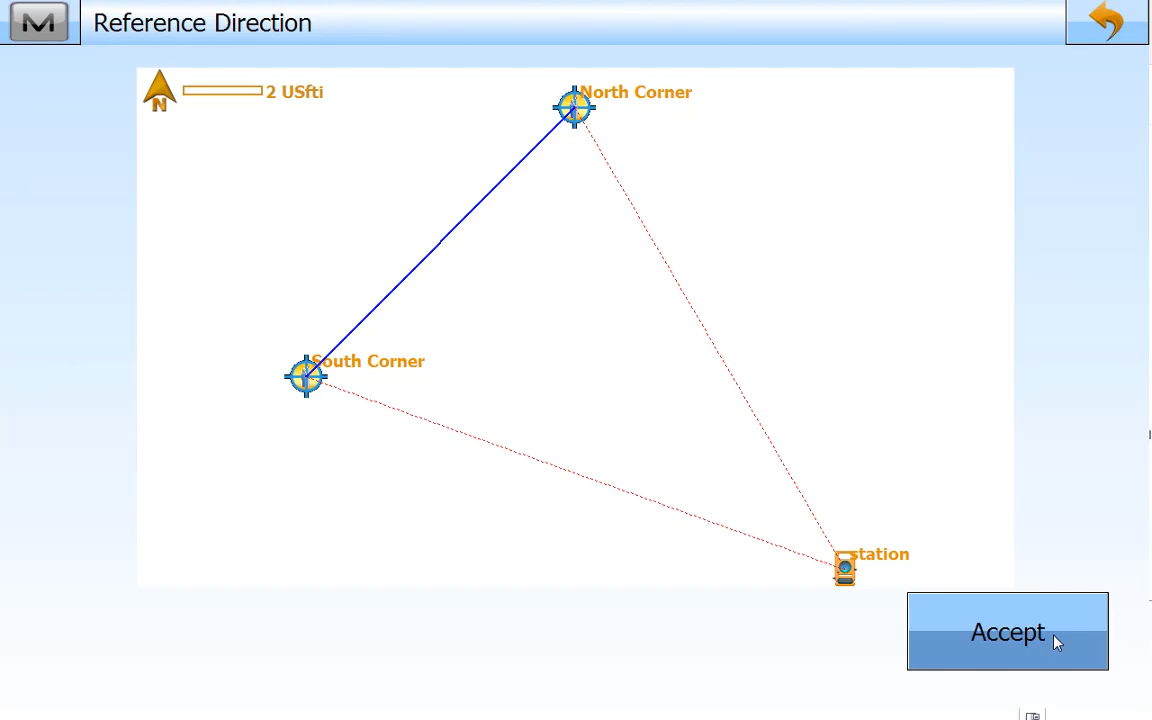 M
Reference Direction
N
2 USfti
North Corner
South Corner
station
Accept